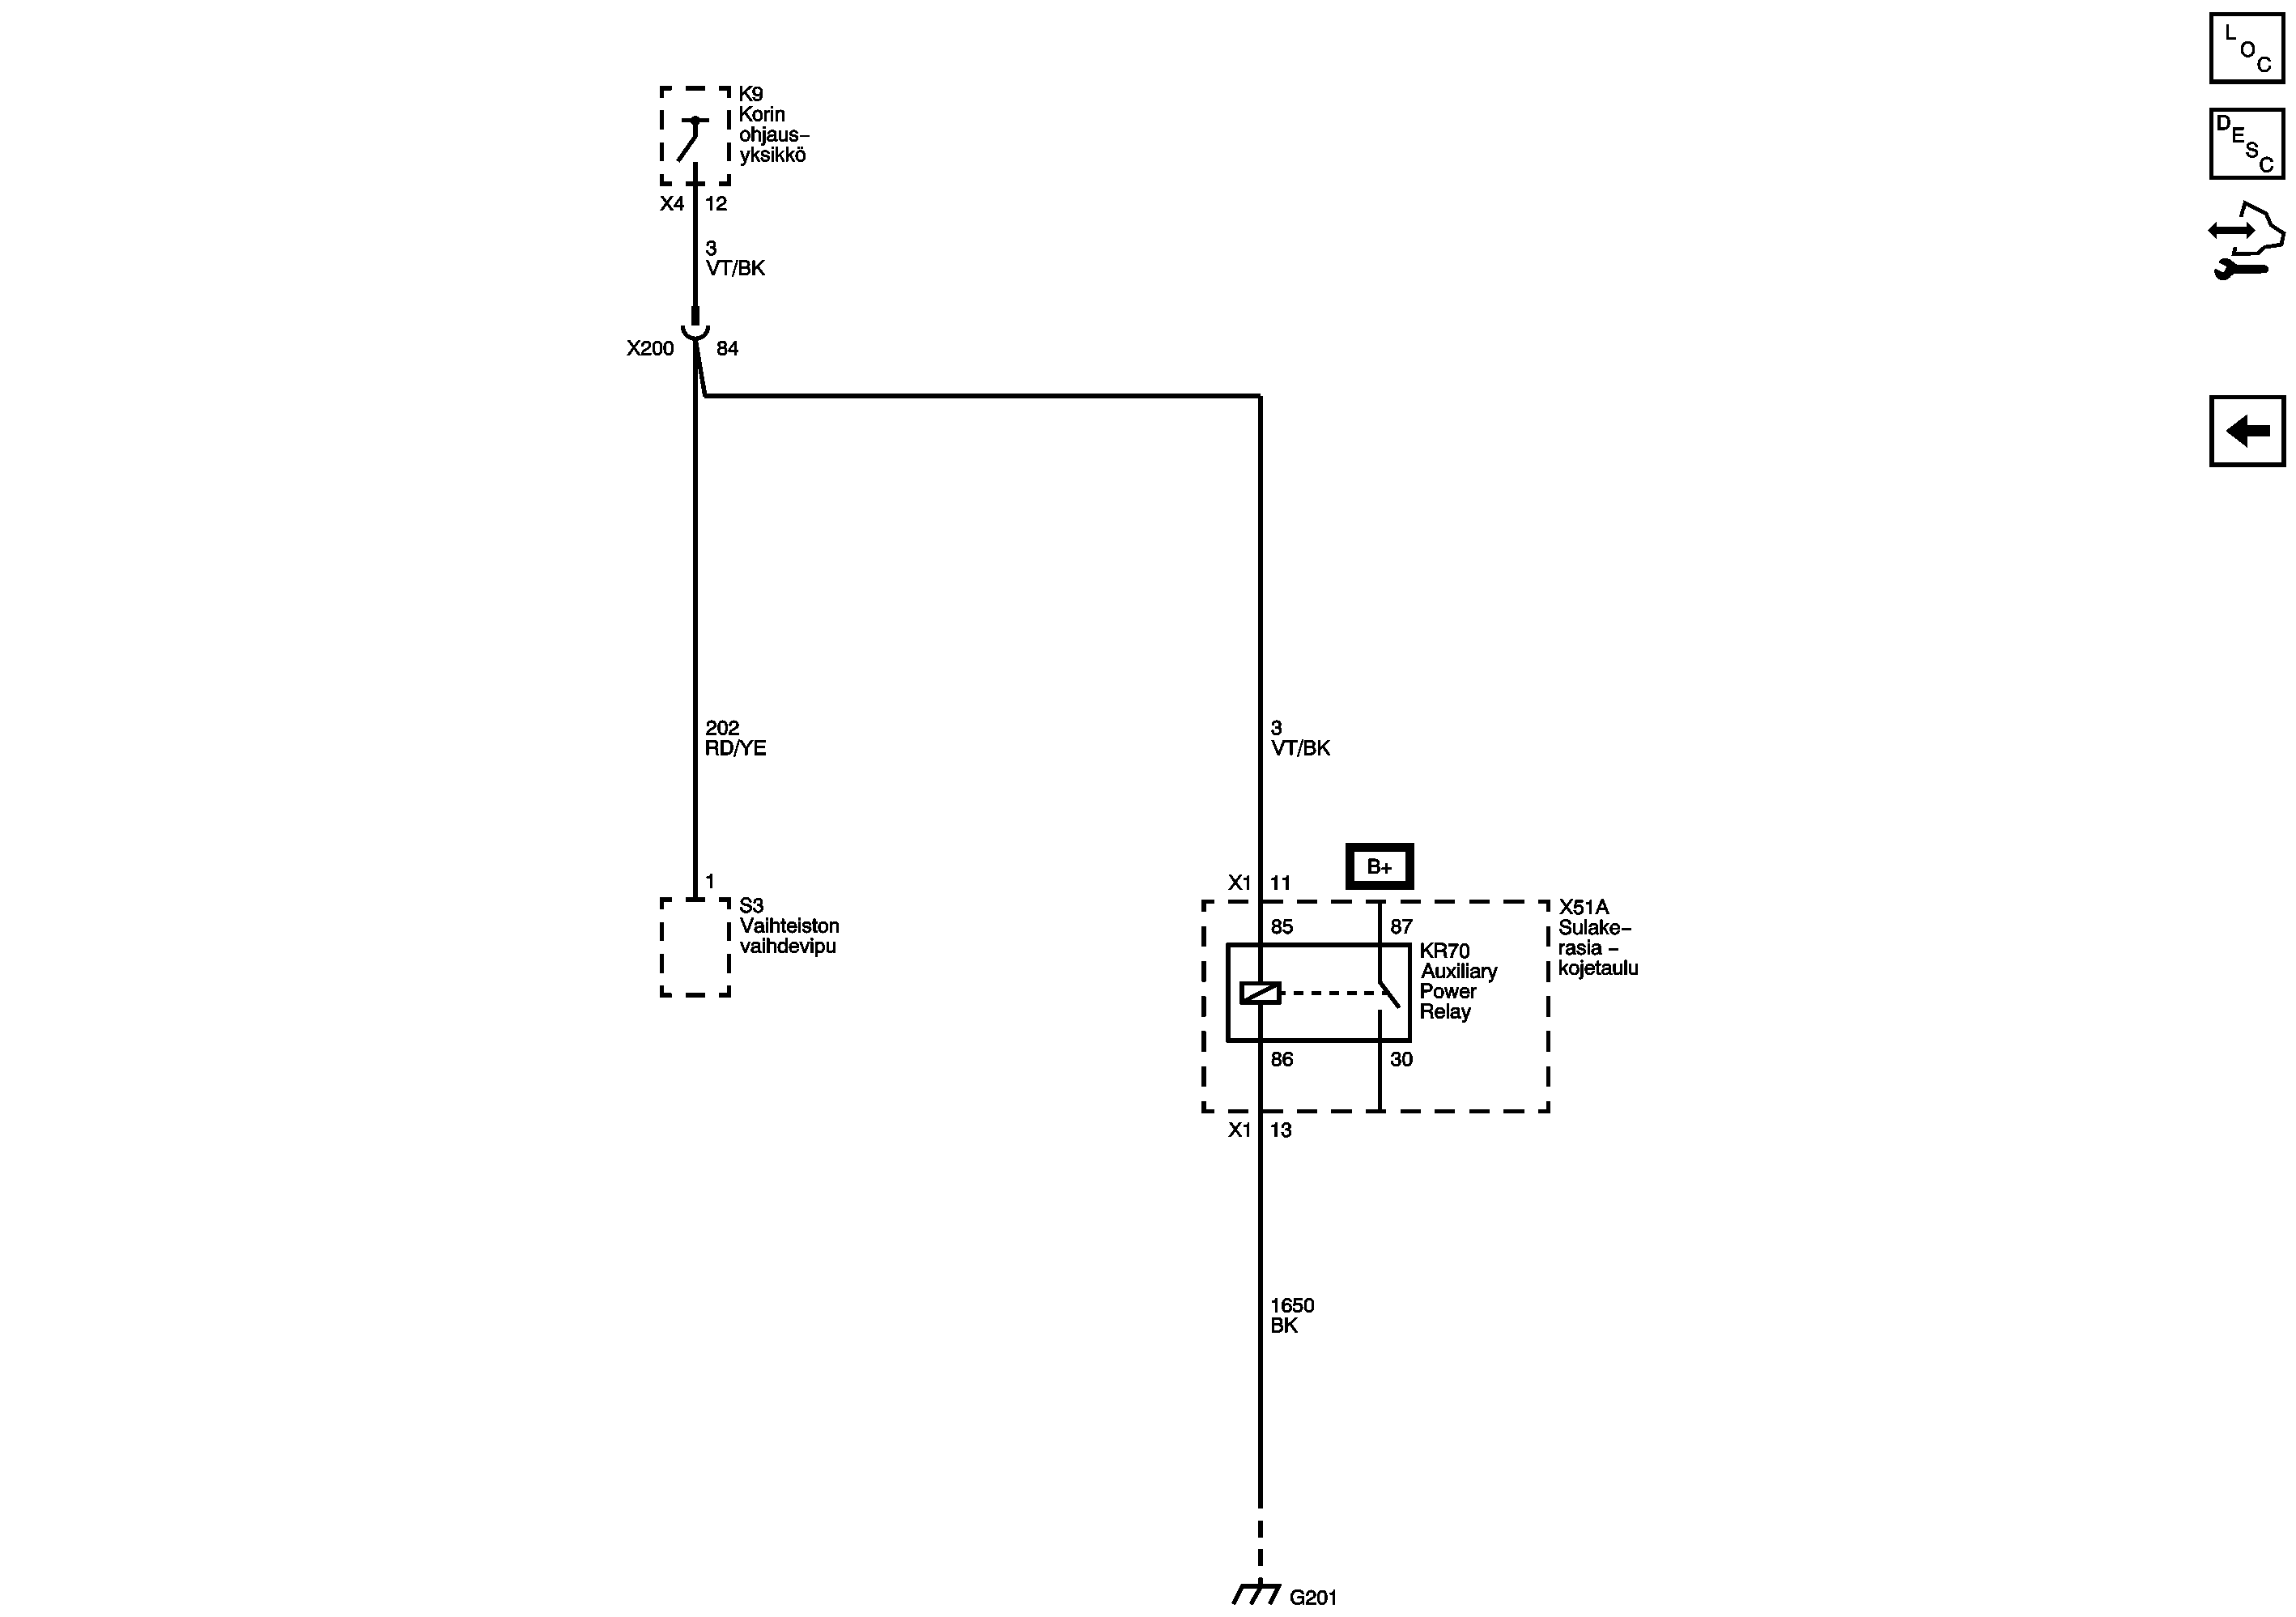 L
O
C
D
E
S
C
K9
Korin
ohjaus-
yksikkö
X4 12
3
VT/BK
X200 84
202
RD/YE
3
VT/BK
1
S3
Vaihteiston
vaihdevipu
B+
X1 11
X51A
Sulake-
rasia -
kojetaulu
85 87
KR70
Auxiliary
Power
Relay
86 30
X1 13
1650
BK
G201